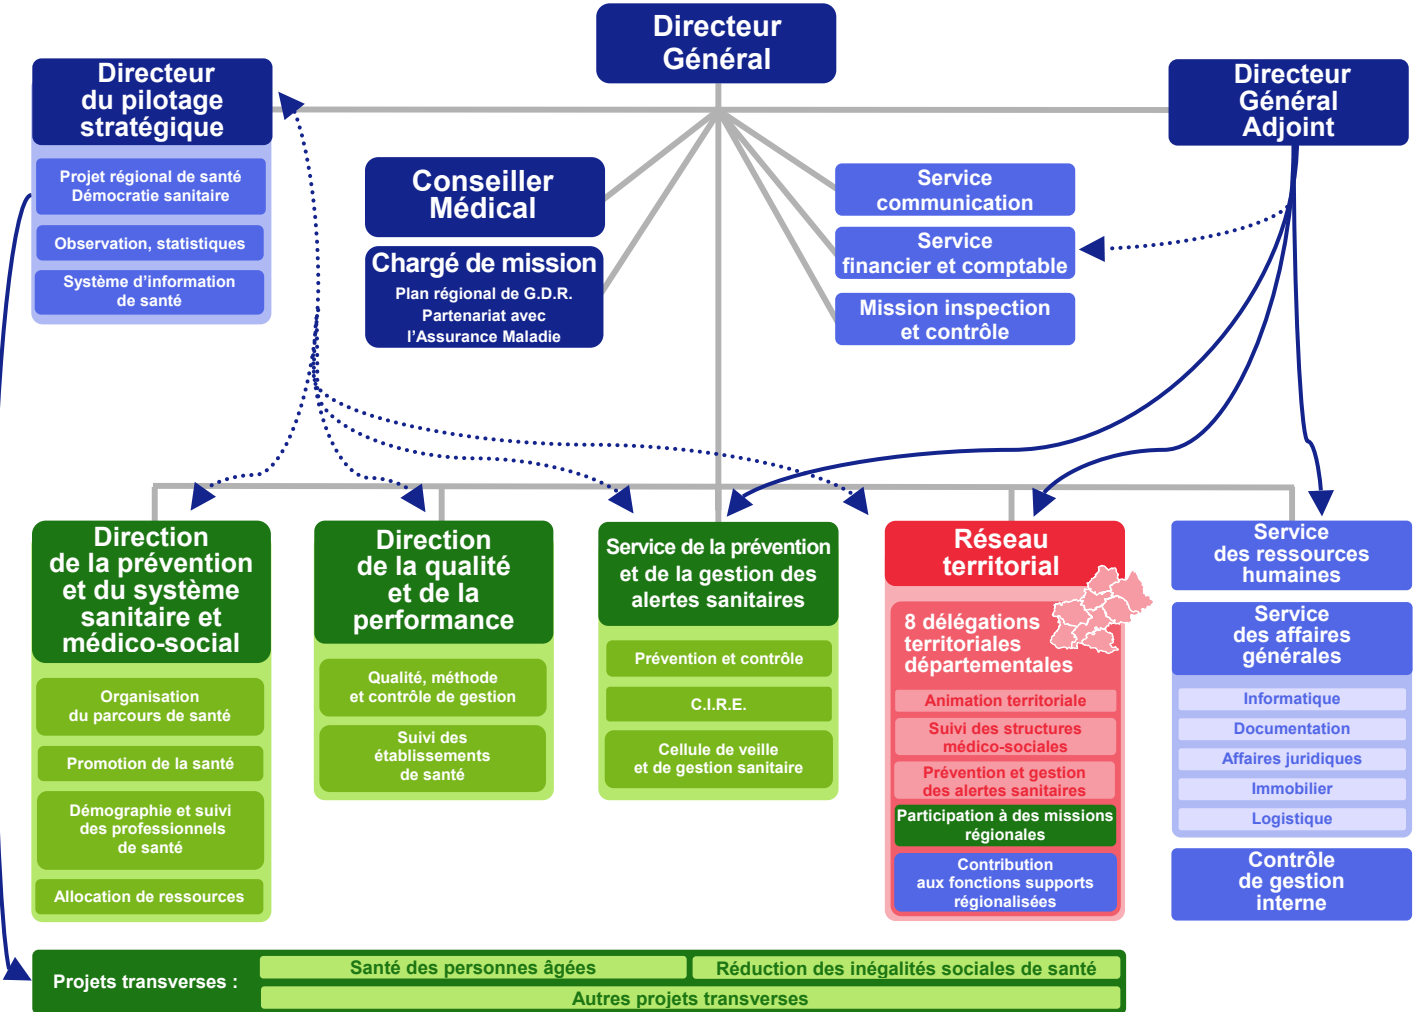 Directeur
Général
Directeur
du pilotage
stratégique
Projet régional de santé
Démocratie sanitaire
Observation, statistiques
Système d'information
de santé
Directeur
Général
Adjoint
Conseiller
Médical
Chargé de mission
Plan régional de G.D.R.
Partenariat avec
l'Assurance Maladie
Service
communication
Service
financier et comptable
Mission inspection
et contrôle
Direction
de la prévention
et du système
sanitaire et
médico-social
Organisation
du parcours de santé
Promotion de la santé
Démographie et suivi
des professionnels
de santé
Allocation de ressources
Direction
de la qualité
et de la
performance
Qualité, méthode
et contrôle de gestion
Suivi des
établissements
de santé
Service de la prévention
et de la gestion des
alertes sanitaires
Prévention et contrôle
C.I.R.E.
Cellule de veille
et de gestion sanitaire
Réseau
territorial
8 délégations
territoriales
départementales
Animation territoriale
Suivi des structures
médico-sociales
Prévention et gestion
des alertes sanitaires
Participation à des missions
régionales
Contribution
aux fonctions supports
régionalisées
Service
des ressources
humaines
Service
des affaires
générales
Informatique
Documentation
Affaires juridiques
Immobilier
Logistique
Contrôle
de gestion
interne
Projets transverses :
Santé des personnes âgées
Réduction des inégalités sociales de santé
Autres projets transverses